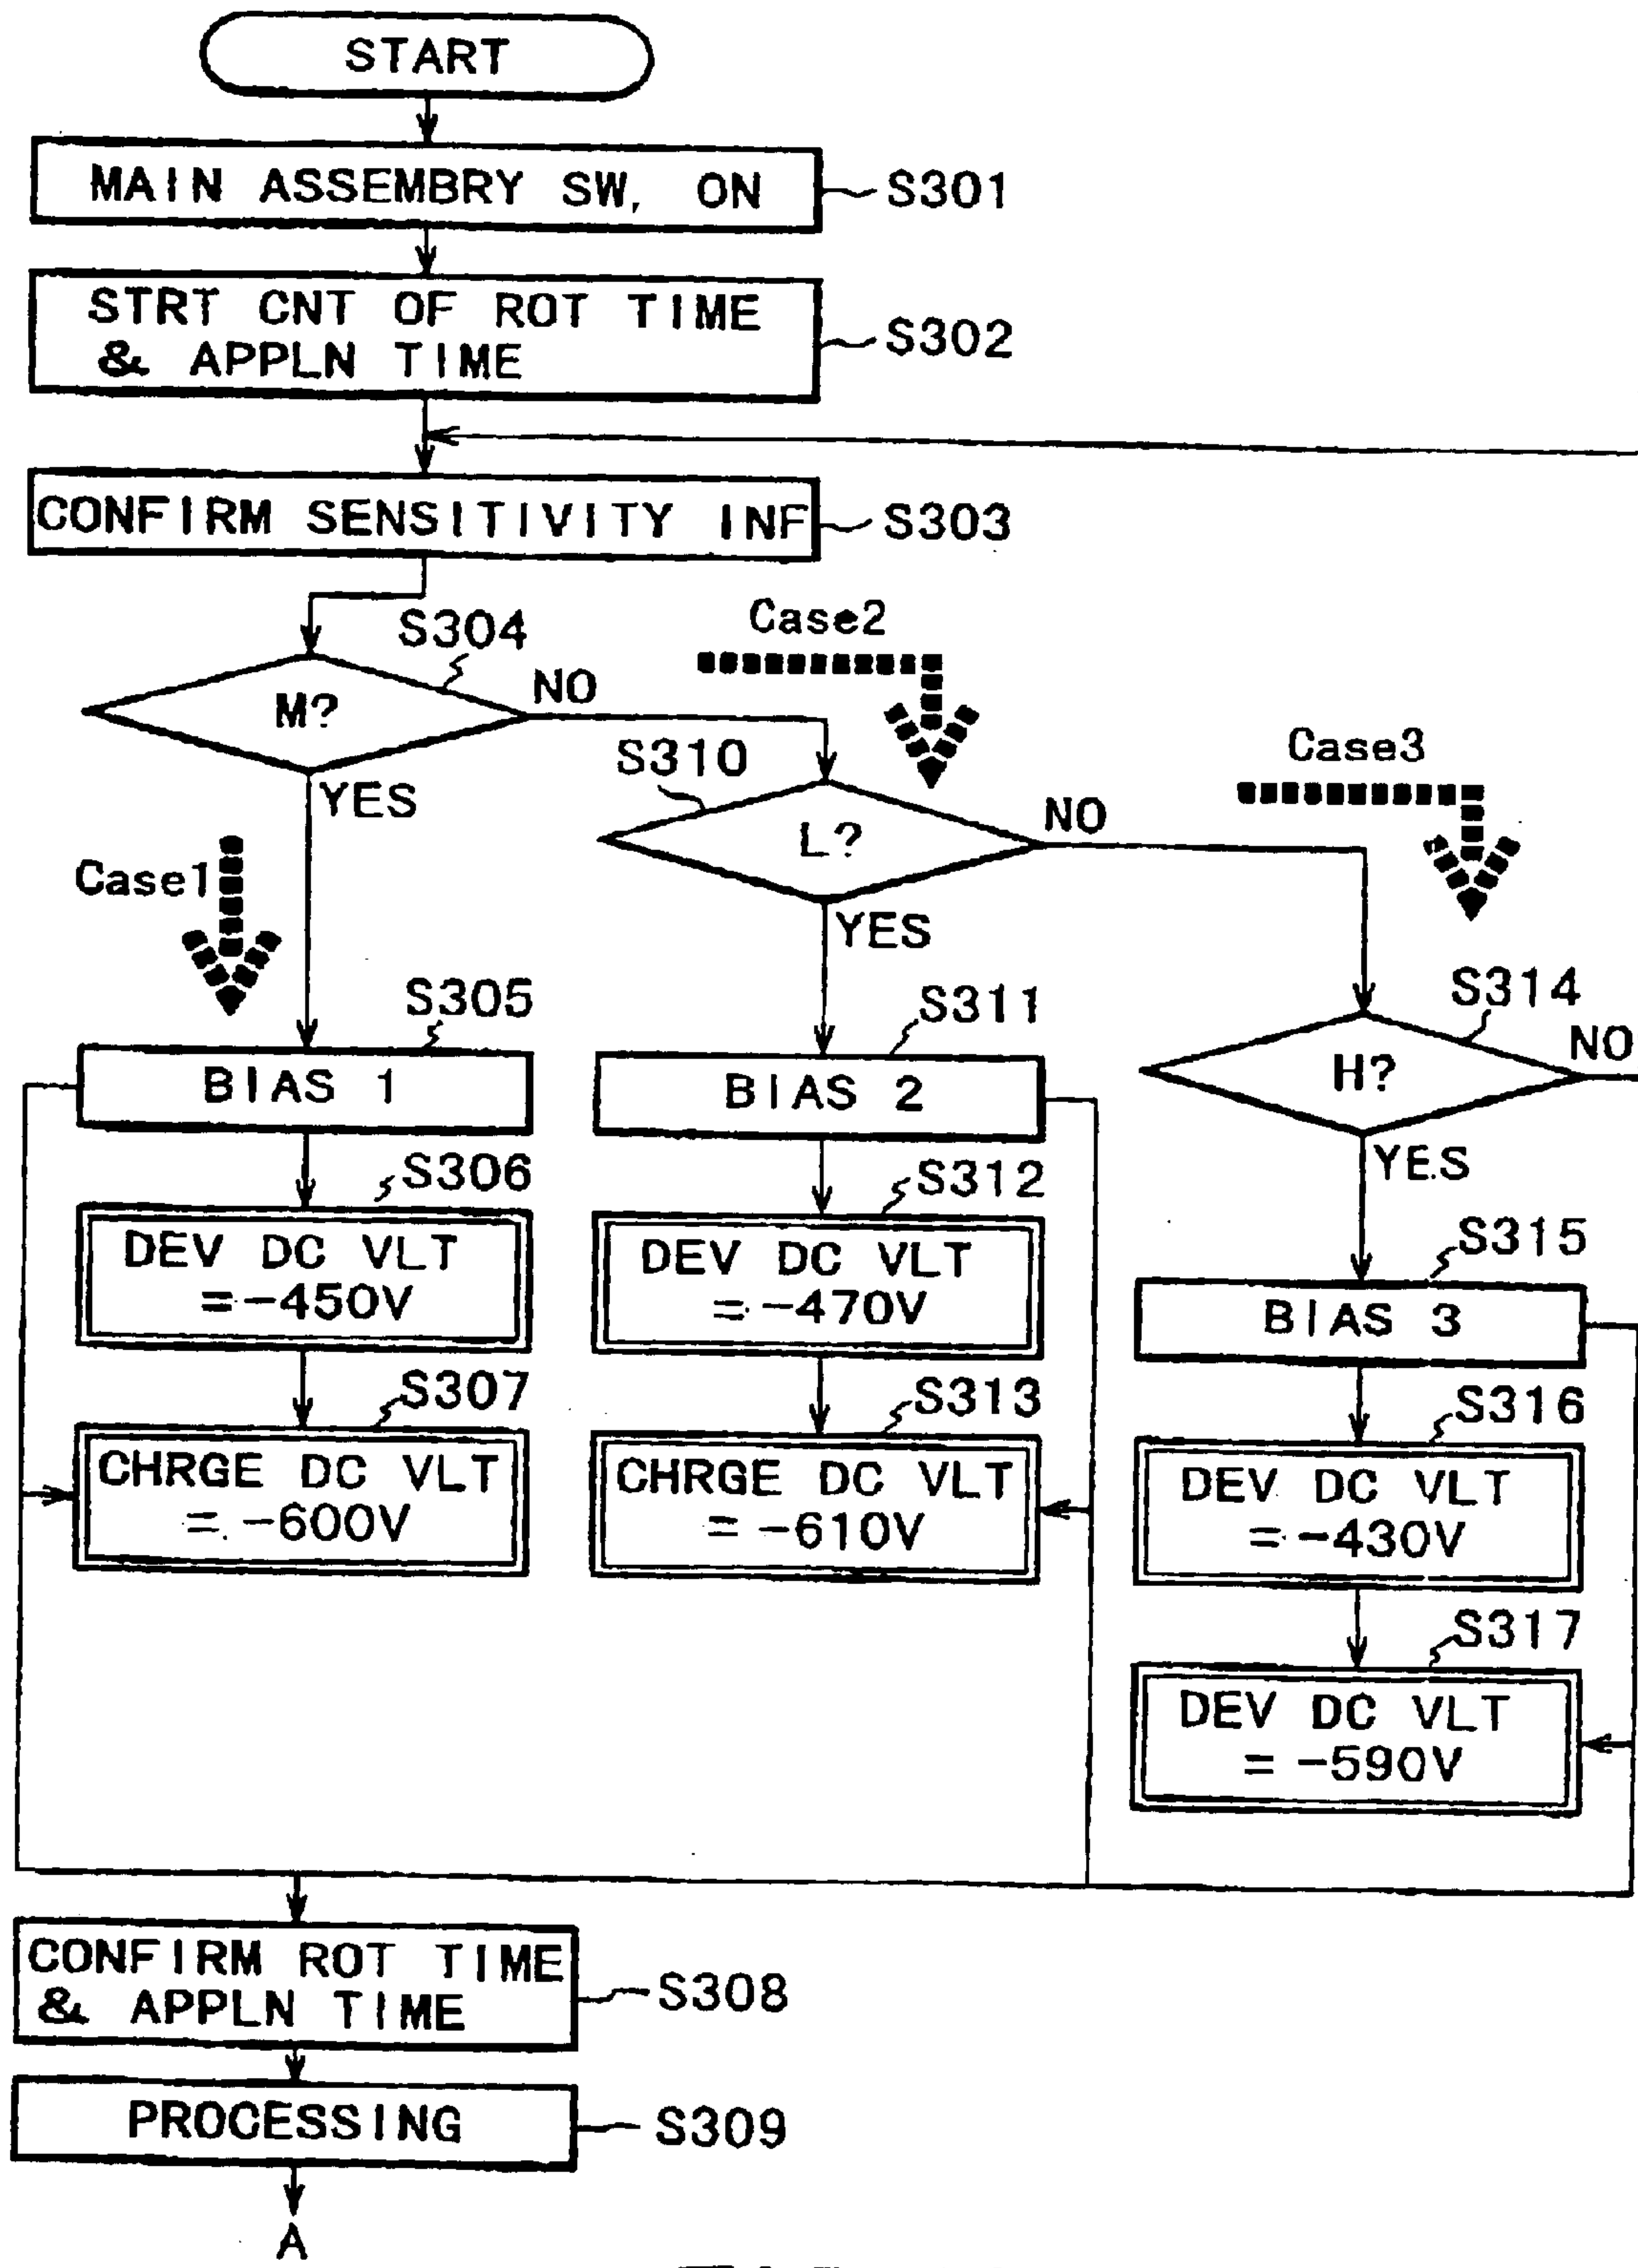 START
MAIN ASSEMBRY SW, ON
S301
STRT CNT OF ROT TIME
& APPLN TIME
S302
CONFIRM SENSITIVITY INF
S303
S304
M?
NO
YES
Case1
Case2
S310
L?
NO
YES
Case3
S314
H?
NO
YES
S305
BIAS 1
S311
BIAS 2
S306
DEV DC VLT
=-450V
S312
DEV DC VLT
=-470V
S315
BIAS 3
S307
CHRGE DC VLT
= -600V
S313
CHRGE DC VLT
= -610V
S316
DEV DC VLT
=-430V
S317
DEV DC VLT
= -590V
CONFIRM ROT TIME
& APPLN TIME
S308
PROCESSING
S309
A